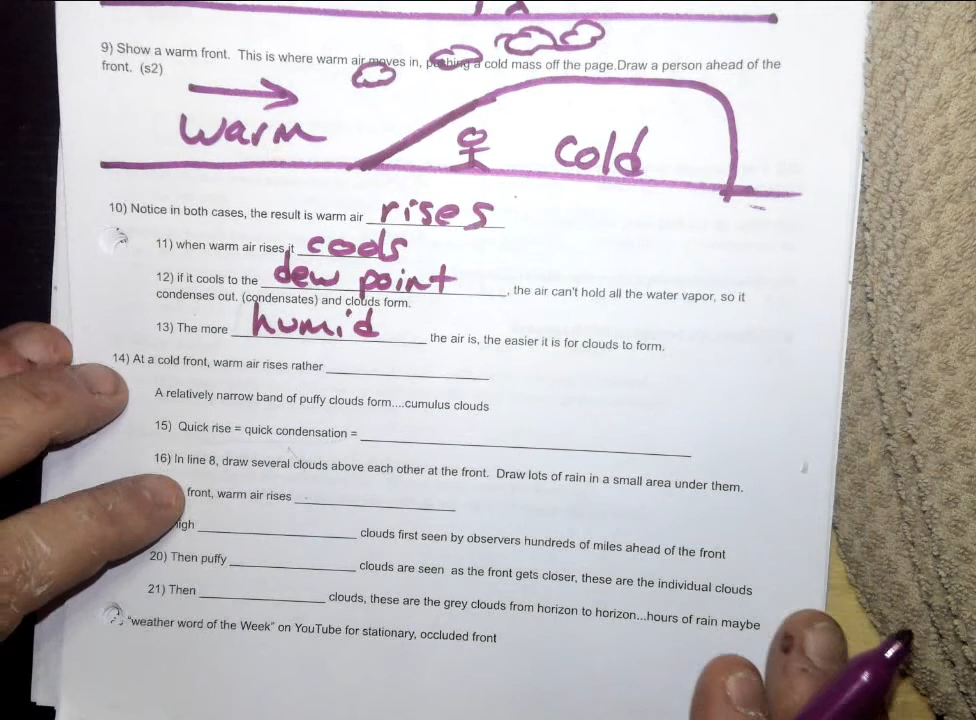 9) Show a warm front. This is where warm air moves in, pushing a cold mass off the page.Draw a person ahead of the
front. (s2)
warm
cold
10) Notice in both cases, the result is warm air rises
11) when warm air rises,it cools
12) if it cools to the dew point, the air can't hold all the water vapor, so it
condenses out. (condensates) and clouds form.
13) The more humid the air is, the easier it is for clouds to form.
14) At a cold front, warm air rises rather
A relatively narrow band of puffy clouds form....cumulus clouds
15) Quick rise = quick condensation =
16) In line 8, draw several clouds above each other at the front. Draw lots of rain in a small area under them.
front, warm air rises
high clouds first seen by observers hundreds of miles ahead of the front
20) Then puffy clouds are seen as the front gets closer, these are the individual clouds
21) Then clouds, these are the grey clouds from horizon to horizon...hours of rain maybe
"weather word of the Week" on YouTube for stationary, occluded front